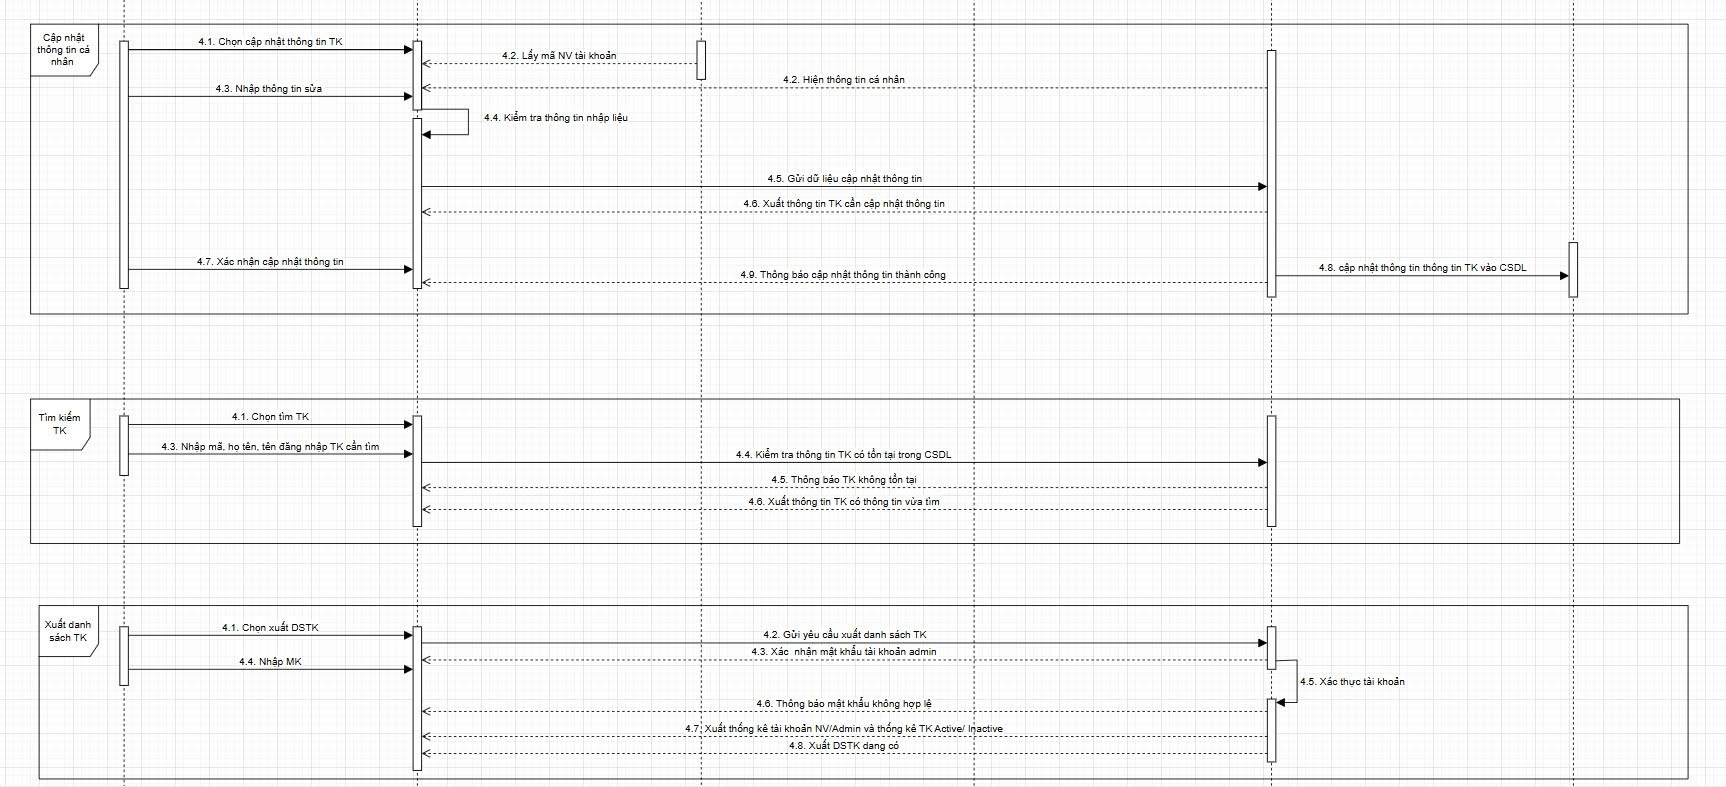 Cập nhật
thông tin cá
nhân
4.1. Chọn cập nhật thông tin TK
4.2. Lấy mã NV tài khoản
4.2. Hiện thông tin cá nhân
4.3. Nhập thông tin sửa
4.4. Kiểm tra thông tin nhập liệu
4.5. Gửi dữ liệu cập nhật thông tin
4.6. Xuất thông tin TK cần cập nhật thông tin
4.7. Xác nhận cập nhật thông tin
4.8. cập nhật thông tin thông tin TK vào CSDL
4.9. Thông báo cập nhật thông tin thành công
Tìm kiếm
TK
4.1. Chọn tìm TK
4.3. Nhập mã, họ tên, tên đăng nhập TK cần tìm
4.4. Kiểm tra thông tin TK có tồn tại trong CSDL
4.5. Thông báo TK không tồn tại
4.6. Xuất thông tin TK có thông tin vừa tìm
Xuất danh
sách TK
4.1. Chọn xuất DSTK
4.2. Gửi yêu cầu xuất danh sách TK
4.3. Xác nhận mật khẩu tài khoản admin
4.4. Nhập MK
4.5. Xác thực tài khoản
4.6. Thông báo mật khẩu không hợp lệ
4.7. Xuất thống kê tài khoản NV/Admin và thống kê TK Active/ Inactive
4.8. Xuất DSTK dang có